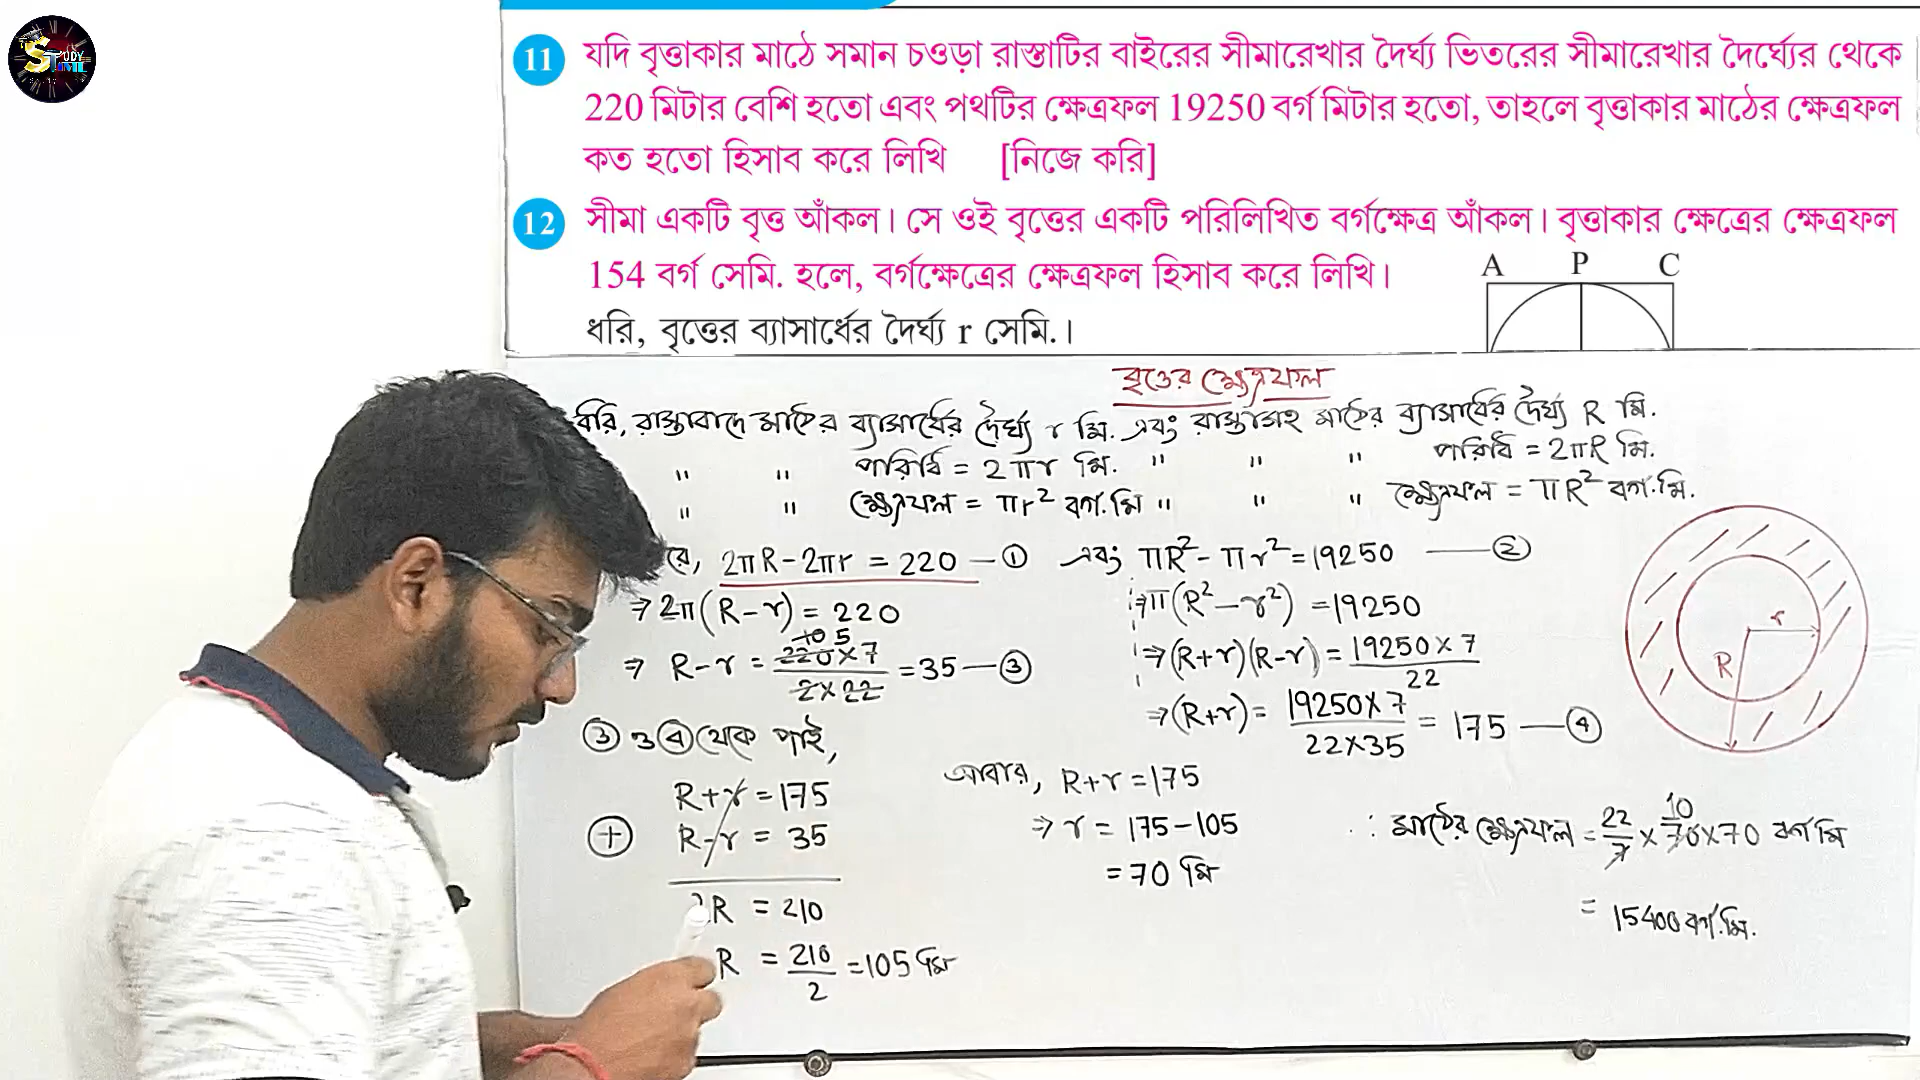 STUDY TIME
11 যদি বৃত্তাকার মাঠে সমান চওড়া রাস্তাটির বাইরের সীমারেখার দৈর্ঘ্য ভিতরের সীমারেখার দৈর্ঘ্যের থেকে
220 মিটার বেশি হতো এবং পথটির ক্ষেত্রফল 19250 বর্গ মিটার হতো, তাহলে বৃত্তাকার মাঠের ক্ষেত্রফল
কত হতো হিসাব করে লিখি [নিজে করি]
12 সীমা একটি বৃত্ত আঁকল। সে ওই বৃত্তের একটি পরিলিখিত বর্গক্ষেত্র আঁকল। বৃত্তাকার ক্ষেত্রের ক্ষেত্রফল
154 বর্গ সেমি. হলে, বর্গক্ষেত্রের ক্ষেত্রফল হিসাব করে লিখি।
A P C
ধরি, বৃত্তের ব্যাসার্ধের দৈর্ঘ্য r সেমি.।
বৃত্তের ক্ষেত্রফল
ধরি, রাস্তাবাদে মাঠের ব্যাসার্ধের দৈর্ঘ্য r মি. এবং রাস্তাসহ মাঠের ব্যাসার্ধের দৈর্ঘ্য R মি.
" " পরিধি = 2πr মি. " " " পরিধি = 2πR মি.
" " ক্ষেত্রফল = πr² বর্গ.মি " " " ক্ষেত্রফল = πR² বর্গ.মি.
রে, 2πR-2πr = 220 — ① এবং πR²- πr²=19250 — ②
⇒ 2π(R-r) = 220 ⇒ π(R²-r²) =19250
⇒ R-r = 220×7/2×22 = 35 — ③ ⇒ (R+r)(R-r) = 19250×7/22
⇒ (R+r) = 19250×7/22×35 = 175 — ④
③ ও ④ থেকে পাই,
R+r = 175
+ R-r = 35
2R = 210
R = 210/2 = 105 মি
আবার, R+r = 175
⇒ r = 175-105
= 70 মি
∴ মাঠের ক্ষেত্রফল = 22/7 × 70 × 70 বর্গ মি
= 15400 বর্গ.মি.
r
R